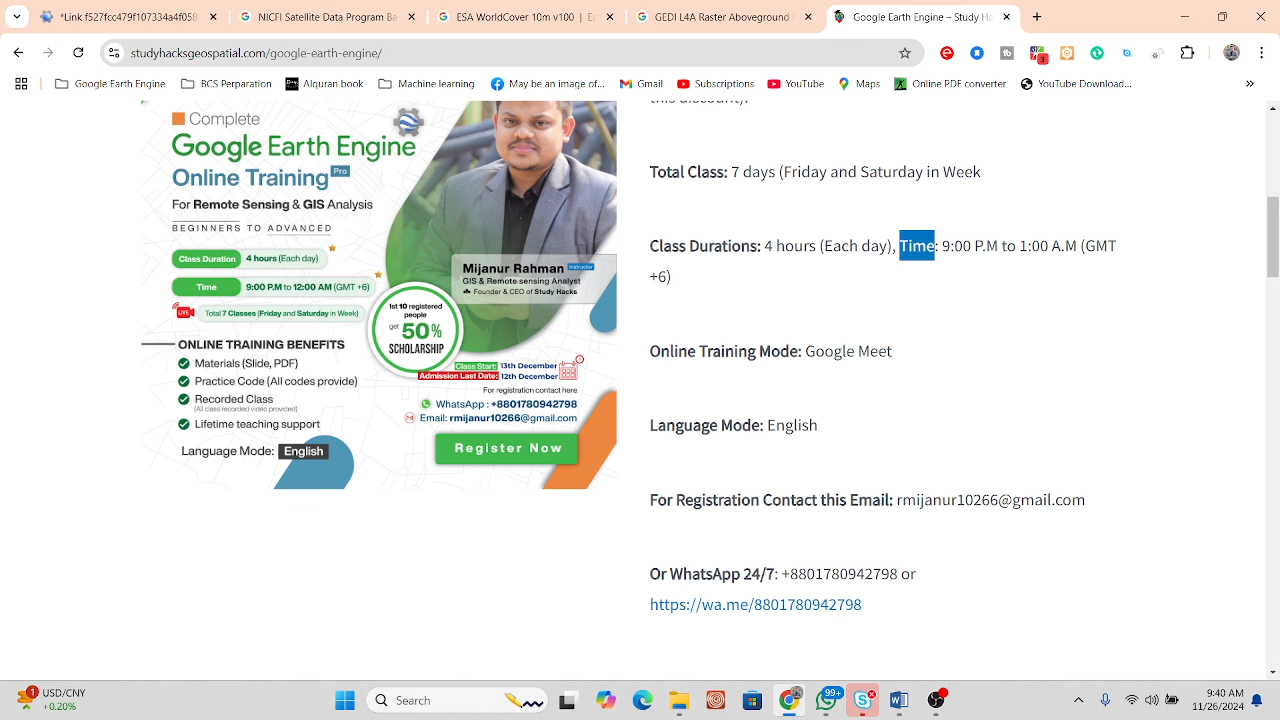 *Link f527fcc7334a4f058
NICFI Satellite Data Program Ba
ESA WorldCover 10m v100 | Ea
GEDI L4A Raster Aboveground
Google Earth Engine – Study Ha
studyhacksgeospatial.com/google-earth-engine/
3
Google Earth Engine
BCS Perparation
Alquran book
Machine learning
May be an image of...
Gmail
Subscriptions
YouTube
Maps
Online PDF converter
YouTube Download...
Complete
Google Earth Engine
Online Training Pro
For Remote Sensing & GIS Analysis
BEGINNERS TO ADVANCED
Class Duration 4 hours (Each day)
Time 9:00 P.M to 12:00 AM (GMT +6)
LIVE Total 7 Classes (Friday and Saturday in Week)
Mijanur Rahman Instructor
GIS & Remote sensing Analyst
Founder & CEO of Study Hacks
1st 10 registered
people
get 50%
SCHOLARSHIP
ONLINE TRAINING BENEFITS
Materials (Slide, PDF)
Practice Code (All codes provide)
Recorded Class
(All class recorded video provided)
Lifetime teaching support
Language Mode: English
Class Start: 13th December
Admission Last Date: 12th December
For registration contact here
WhatsApp : +8801780942798
Email: rmijanur10266@gmail.com
Register Now
this discount).
Total Class: 7 days (Friday and Saturday in Week
Class Durations: 4 hours (Each day), Time: 9:00 P.M to 1:00 A.M (GMT
+6)
Online Training Mode: Google Meet
Language Mode: English
For Registration Contact this Email: rmijanur10266@gmail.com
Or WhatsApp 24/7: +8801780942798 or
https://wa.me/8801780942798
1
USD/CNY
+0.20%
Search
99+
9:40 AM
11/26/2024